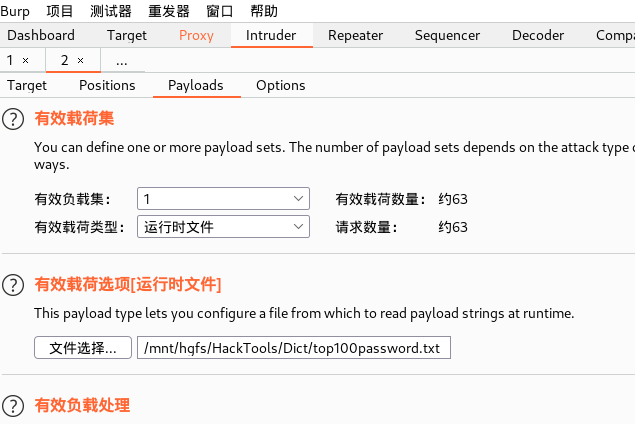 Burp 项目 测试器 重发器 窗口 帮助
Dashboard Target Proxy Intruder Repeater Sequencer Decoder Compa
1 × 2 × ...
Target Positions Payloads Options
? 有效载荷集
You can define one or more payload sets. The number of payload sets depends on the attack type
ways.
有效负载集： 1 有效载荷数量： 约63
有效载荷类型： 运行时文件 请求数量： 约63
? 有效载荷选项[运行时文件]
This payload type lets you configure a file from which to read payload strings at runtime.
文件选择... /mnt/hgfs/HackTools/Dict/top100password.txt
? 有效负载处理